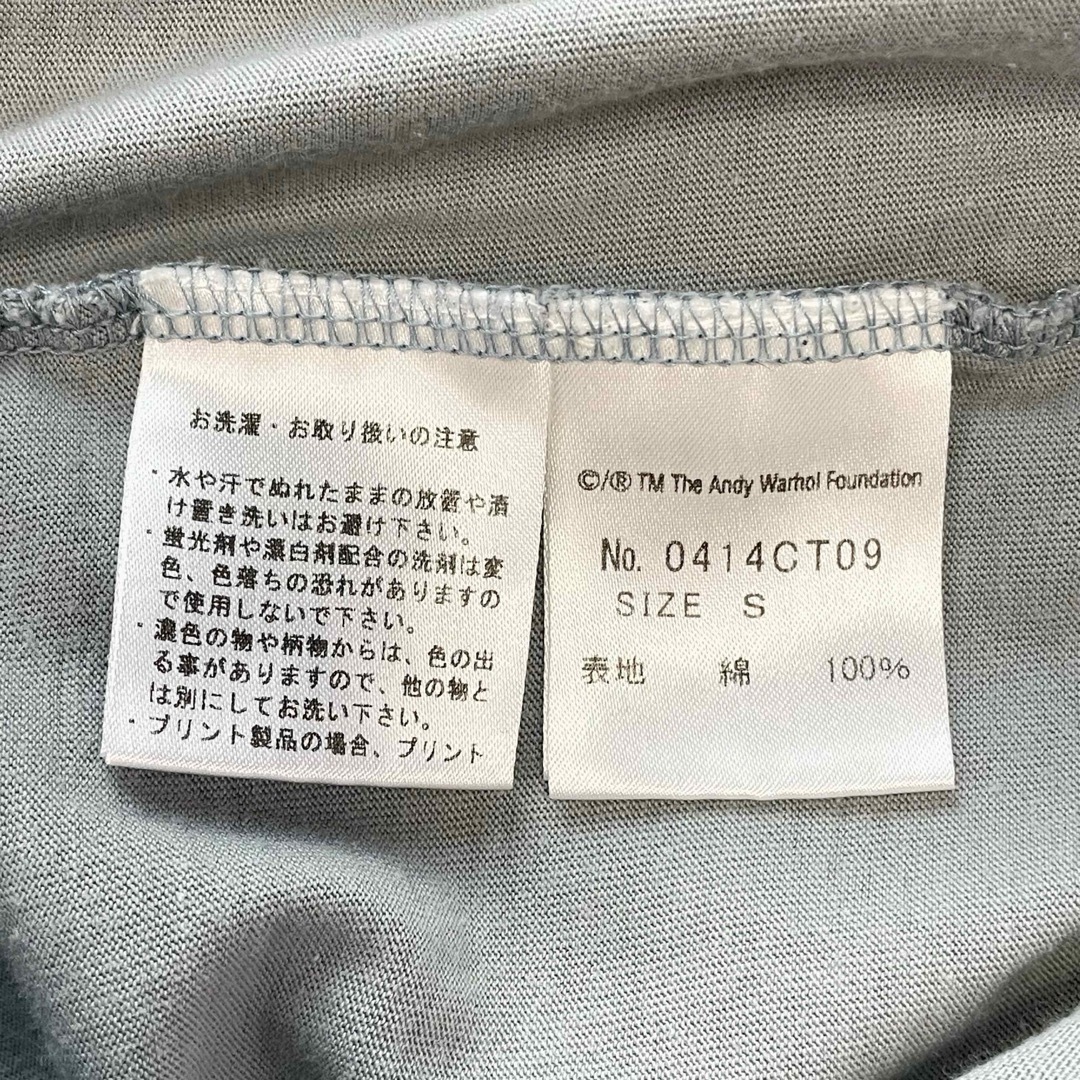 お洗濯・お取り扱いの注意
・水や汗でぬれたままの放置や漬
け置き洗いはお避け下さい。
・蛍光剤や漂白剤配合の洗剤は変
色、色落ちの恐れがありますの
で使用しないで下さい。
・濃色の物や柄物からは、色の出
る事がありますので、他の物と
は別にしてお洗い下さい。
・プリント製品の場合、プリント
©/® TM The Andy Warhol Foundation
No. 0414CT09
SIZE S
表地 綿 100%